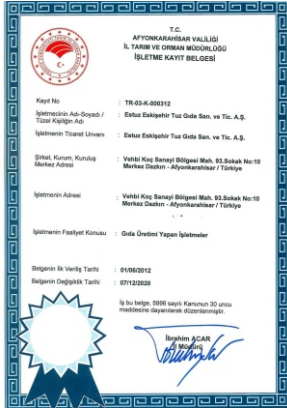 T.C.
AFYONKARAHİSAR VALİLİĞİ
İL TARIM VE ORMAN MÜDÜRLÜĞÜ
İŞLETME KAYIT BELGESİ
Kayıt No : TR-03-K-000312
İşletmecinin Adı-Soyadı / Tüzel Kişiliğin Adı : Estuz Eskişehir Tuz Gıda San. ve Tic. A.Ş.
İşletmenin Ticaret Unvanı : Estuz Eskişehir Tuz Gıda San. ve Tic. A.Ş.
Şirket, Kurum, Kuruluş : Vehbi Koç Sanayi Bölgesi Mah. 93.Sokak No:10
Merkez Adresi Merkez Dazkırı - Afyonkarahisar / Türkiye
İşletmenin Adresi : Vehbi Koç Sanayi Bölgesi Mah. 93.Sokak No:10
Merkez Dazkırı - Afyonkarahisar / Türkiye
İşletmenin Faaliyet Konusu : Gıda Üretimi Yapan İşletmeler
Belgenin İlk Veriliş Tarihi : 01/06/2012
Belgenin Değişiklik Tarihi : 07/12/2020
İş bu belge, 5996 sayılı Kanunun 30 uncu
maddesine dayanılarak düzenlenmiştir.
İbrahim ACAR
İl Müdürü